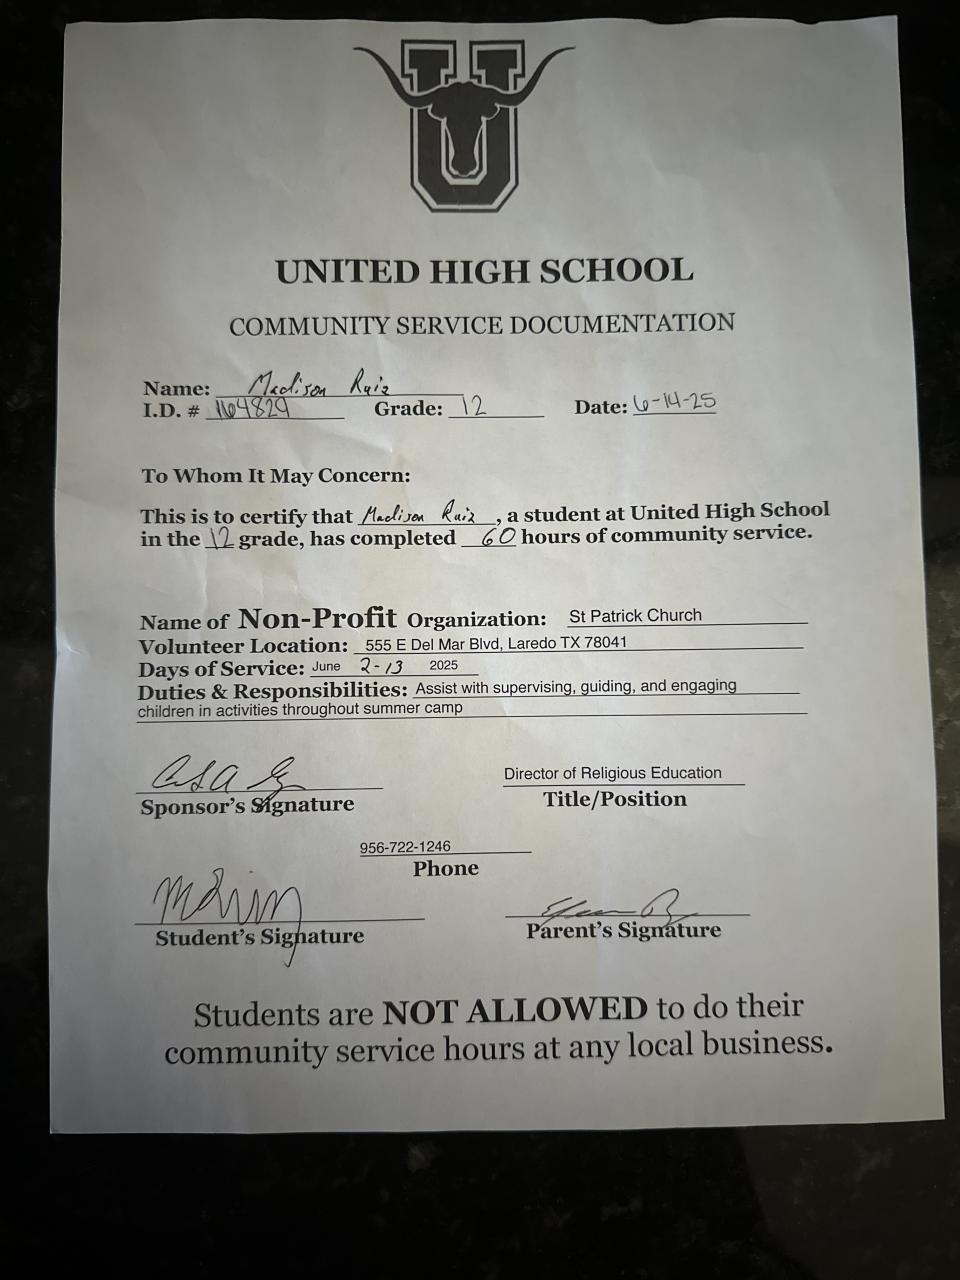 U
UNITED HIGH SCHOOL
COMMUNITY SERVICE DOCUMENTATION
Name: Madison Ruiz
I.D. # 164829 Grade: 12 Date: 6-14-25
To Whom It May Concern:
This is to certify that Madison Ruiz, a student at United High School
in the 12 grade, has completed 60 hours of community service.
Name of Non-Profit Organization: St Patrick Church
Volunteer Location: 555 E Del Mar Blvd, Laredo TX 78041
Days of Service: June 2-13 2025
Duties & Responsibilities: Assist with supervising, guiding, and engaging
children in activities throughout summer camp
Director of Religious Education
Sponsor's Signature Title/Position
956-722-1246
Phone
Student's Signature Parent's Signature
Students are NOT ALLOWED to do their
community service hours at any local business.